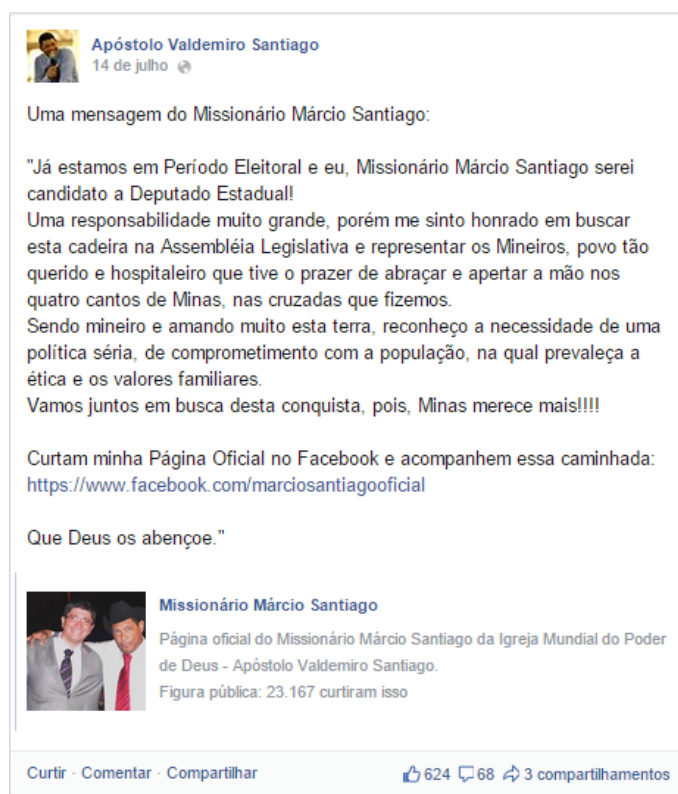 Apóstolo Valdemiro Santiago
14 de julho
Uma mensagem do Missionário Márcio Santiago:
"Já estamos em Período Eleitoral e eu, Missionário Márcio Santiago serei
candidato a Deputado Estadual!
Uma responsabilidade muito grande, porém me sinto honrado em buscar
esta cadeira na Assembléia Legislativa e representar os Mineiros, povo tão
querido e hospitaleiro que tive o prazer de abraçar e apertar a mão nos
quatro cantos de Minas, nas cruzadas que fizemos.
Sendo mineiro e amando muito esta terra, reconheço a necessidade de uma
política séria, de comprometimento com a população, na qual prevaleça a
ética e os valores familiares.
Vamos juntos em busca desta conquista, pois, Minas merece mais!!!!
Curtam minha Página Oficial no Facebook e acompanhem essa caminhada:
https://www.facebook.com/marciosantiagooficial
Que Deus os abençoe."
Missionário Márcio Santiago
Página oficial do Missionário Márcio Santiago da Igreja Mundial do Poder
de Deus - Apóstolo Valdemiro Santiago.
Figura pública: 23.167 curtiram isso
Curtir · Comentar · Compartilhar 624 68 3 compartilhamentos